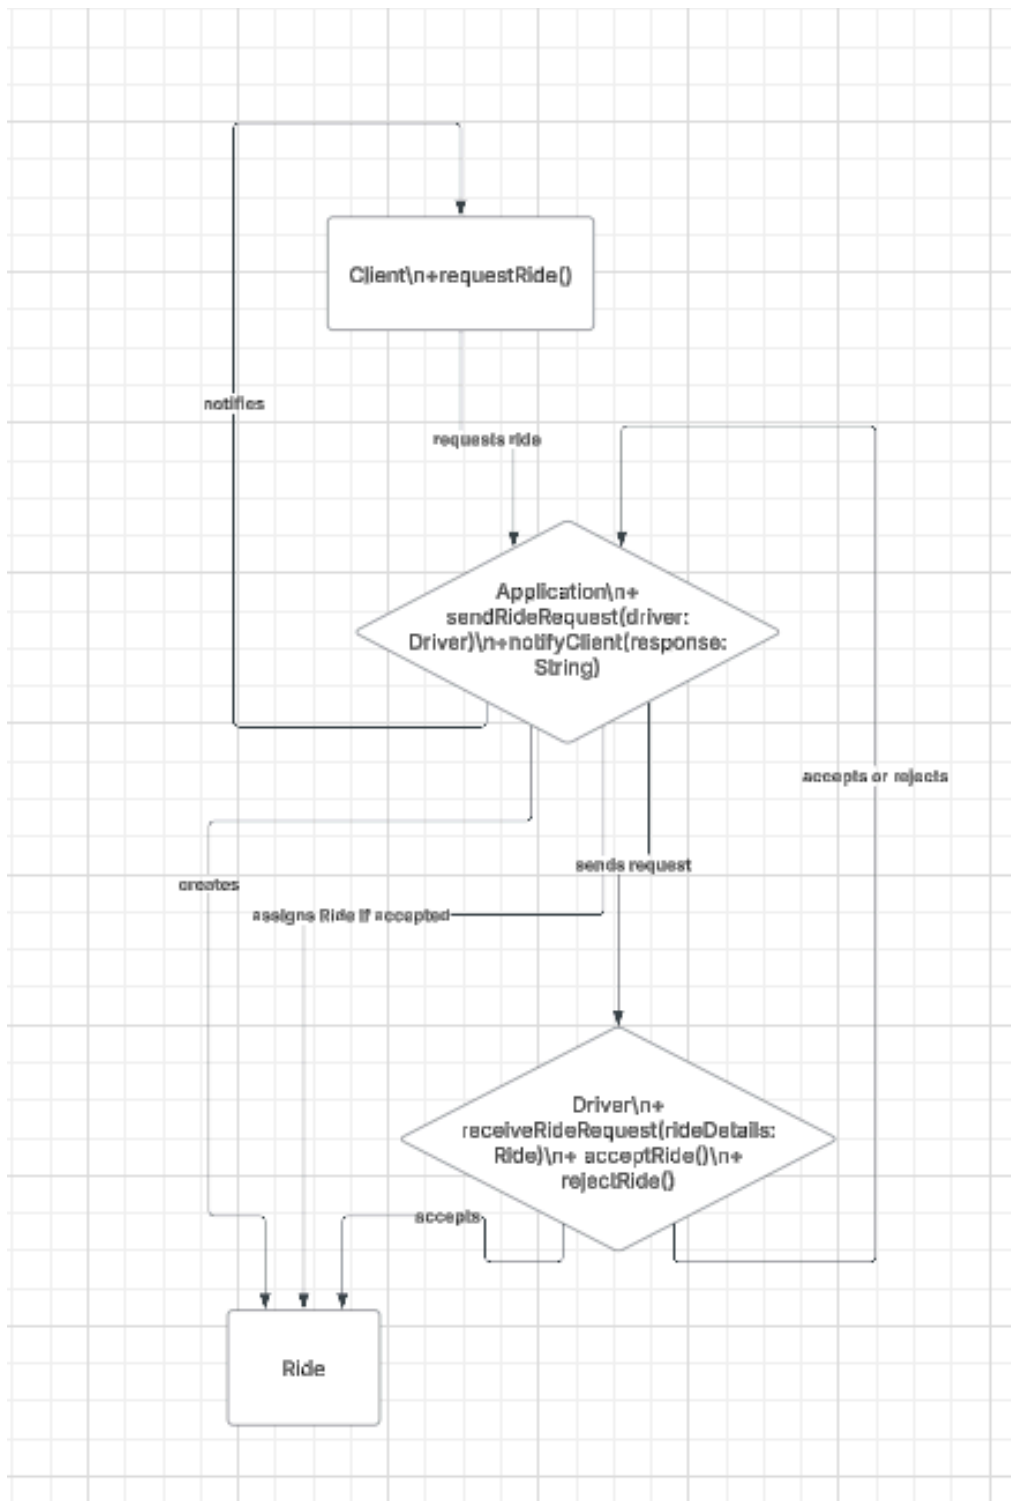 Client\n+requestRide()
notifies
requests ride
Application\n+
sendRideRequest(driver:
Driver)\n+notifyClient(response:
String)
accepts or rejects
sends request
creates
assigns Ride if accepted
Driver\n+
receiveRideRequest(rideDetails:
Ride)\n+ acceptRide()\n+
rejectRide()
accepts
Ride